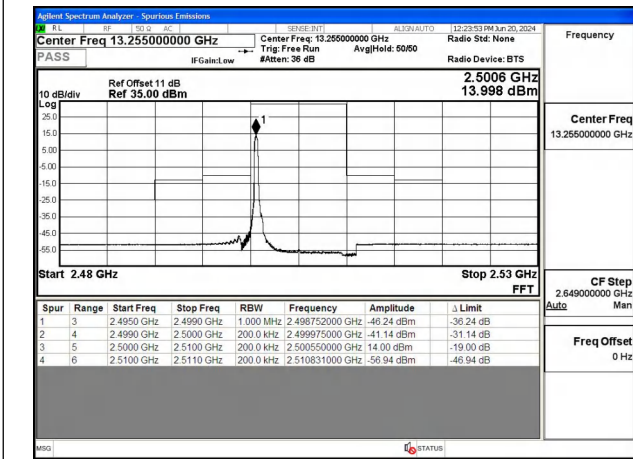 Agilent Spectrum Analyzer - Spurious Emissions
RL RF 50 Ω AC SENSE:INT ALIGN AUTO 12:23:53 PM Jun 20, 2024
Center Freq 13.255000000 GHz Center Freq: 13.255000000 GHz Radio Std: None
Trig: Free Run Avg|Hold: 50/50
PASS IFGain:Low #Atten: 36 dB Radio Device: BTS
Ref Offset 11 dB 2.5006 GHz
10 dB/div Ref 35.00 dBm 13.998 dBm
Log
25.0
15.0
5.00
-5.00
-15.0
-25.0
-35.0
-45.0
-55.0
1
Start 2.48 GHz Stop 2.53 GHz
FFT
Spur Range Start Freq Stop Freq RBW Frequency Amplitude Δ Limit
1 3 2.4950 GHz 2.4990 GHz 1.000 MHz 2.498752000 GHz -46.24 dBm -36.24 dB
2 4 2.4990 GHz 2.5000 GHz 200.0 kHz 2.499975000 GHz -41.14 dBm -31.14 dB
3 5 2.5000 GHz 2.5100 GHz 200.0 kHz 2.500550000 GHz 14.00 dBm -19.00 dB
4 6 2.5100 GHz 2.5110 GHz 200.0 kHz 2.510831000 GHz -56.94 dBm -46.94 dB
MSG STATUS
Frequency
Center Freq
13.255000000 GHz
CF Step
2.649000000 GHz
Auto Man
Freq Offset
0 Hz